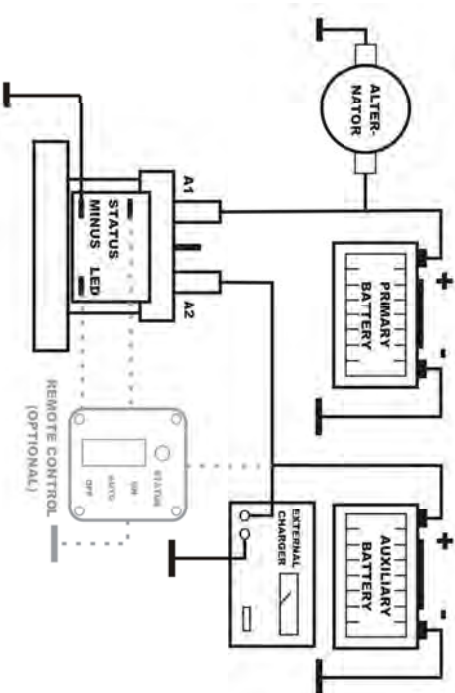 ALTER-
NATOR
PRIMARY
BATTERY
+
-
AUXILIARY
BATTERY
+
-
EXTERNAL
CHARGER
A1
A2
STATUS
MINUS LED
STATUS
ON
AUTO
OFF
REMOTE CONTROL
(OPTIONAL)